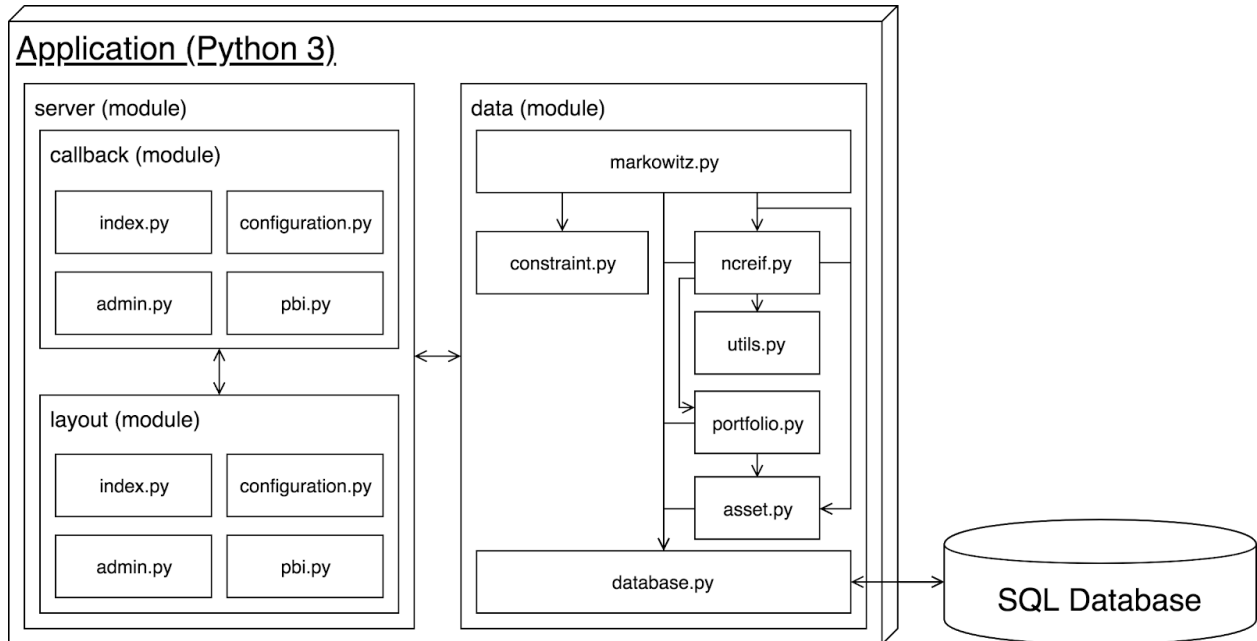 Application (Python 3)
server (module)
callback (module)
index.py
configuration.py
admin.py
pbi.py
layout (module)
index.py
configuration.py
admin.py
pbi.py
data (module)
markowitz.py
constraint.py
ncreif.py
utils.py
portfolio.py
asset.py
database.py
SQL Database